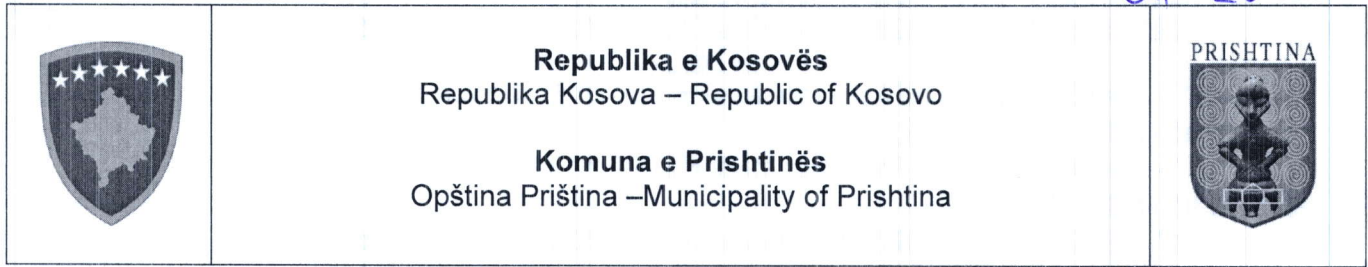 Republika e Kosovës
Republika Kosova – Republic of Kosovo
Komuna e Prishtinës
Opština Priština –Municipality of Prishtina
PRISHTINA